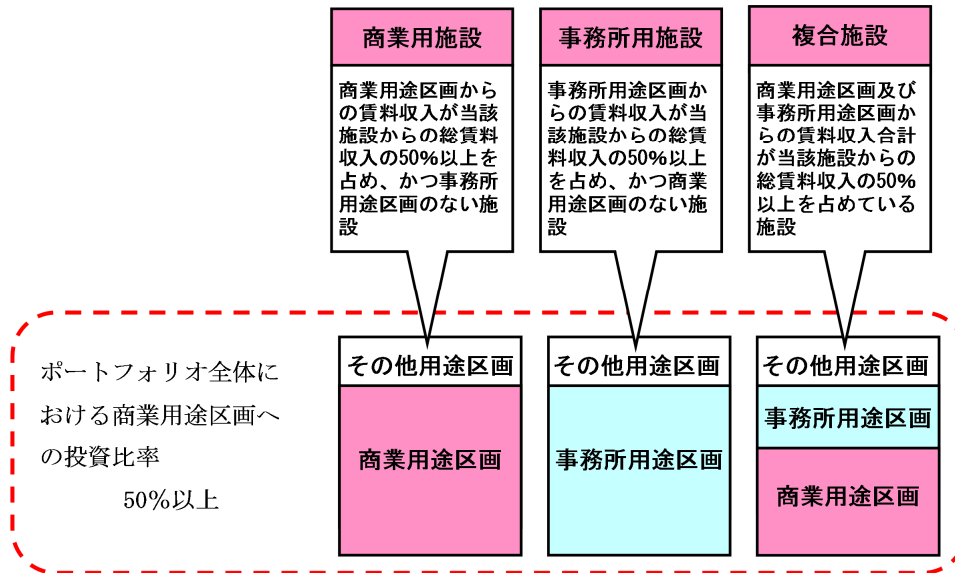 商業用施設
商業用途区画から
の賃料収入が当該
施設からの総賃料
収入の50%以上を
占め、かつ事務所
用途区画のない施
設
事務所用施設
事務所用途区画か
らの賃料収入が当
該施設からの総賃
料収入の50%以上
を占め、かつ商業
用途区画のない施
設
複合施設
商業用途区画及び
事務所用途区画か
らの賃料収入合計
が当該施設からの
総賃料収入の50%
以上を占めている
施設
ポートフォリオ全体に
おける商業用途区画へ
の投資比率
50%以上
その他用途区画
商業用途区画
その他用途区画
事務所用途区画
その他用途区画
事務所用途区画
商業用途区画